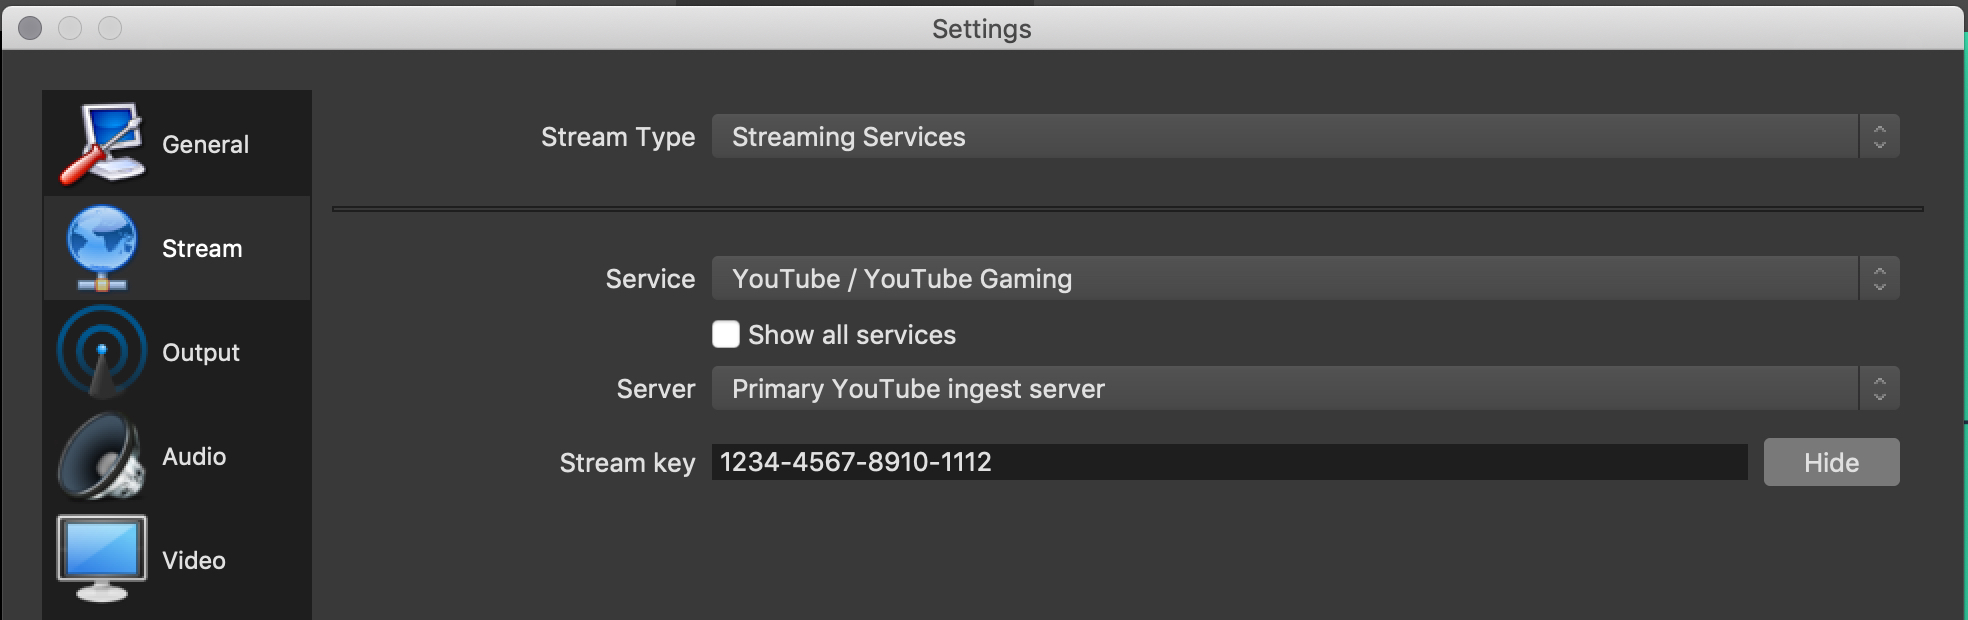 Settings
General
Stream
Output
Audio
Video
Stream Type Streaming Services
Service YouTube / YouTube Gaming
Show all services
Server Primary YouTube ingest server
Stream key 1234-4567-8910-1112 Hide